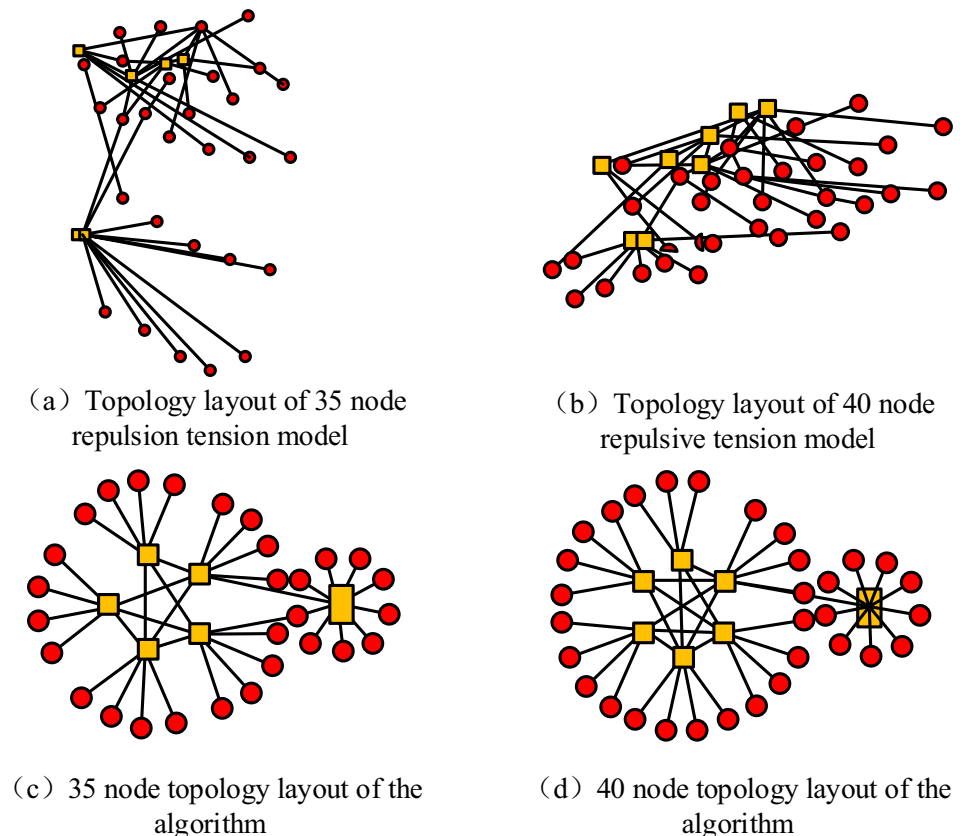 （a）Topology layout of 35 node
repulsion tension model
（b）Topology layout of 40 node
repulsive tension model
（c）35 node topology layout of the
algorithm
（d）40 node topology layout of the
algorithm